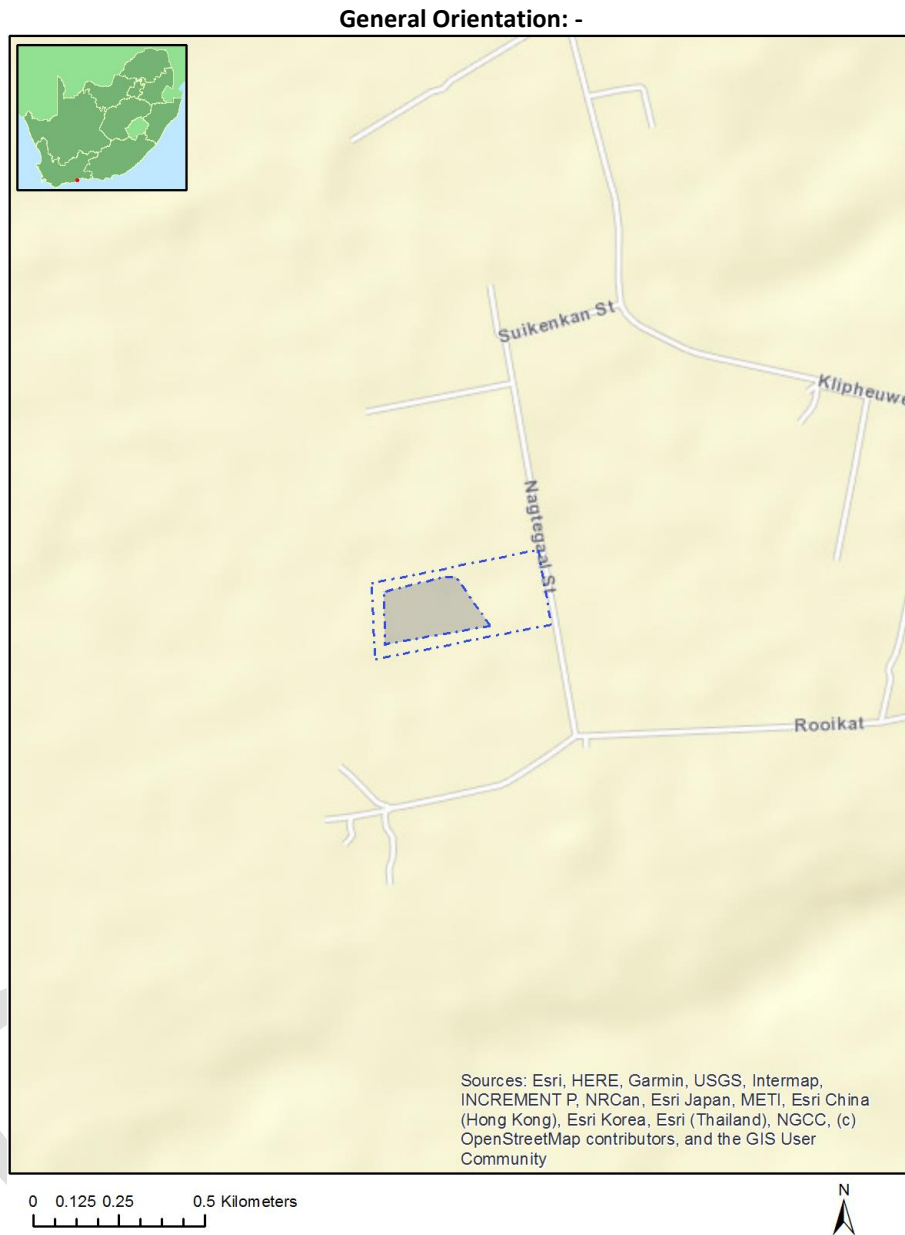 General Orientation: -
Suikenkan St
Klipheuwe
Nagtegaal St
Rooikat
Sources: Esri, HERE, Garmin, USGS, Intermap,
INCREMENT P, NRCan, Esri Japan, METI, Esri China
(Hong Kong), Esri Korea, Esri (Thailand), NGCC, (c)
OpenStreetMap contributors, and the GIS User
Community
0 0.125 0.25 0.5 Kilometers
N